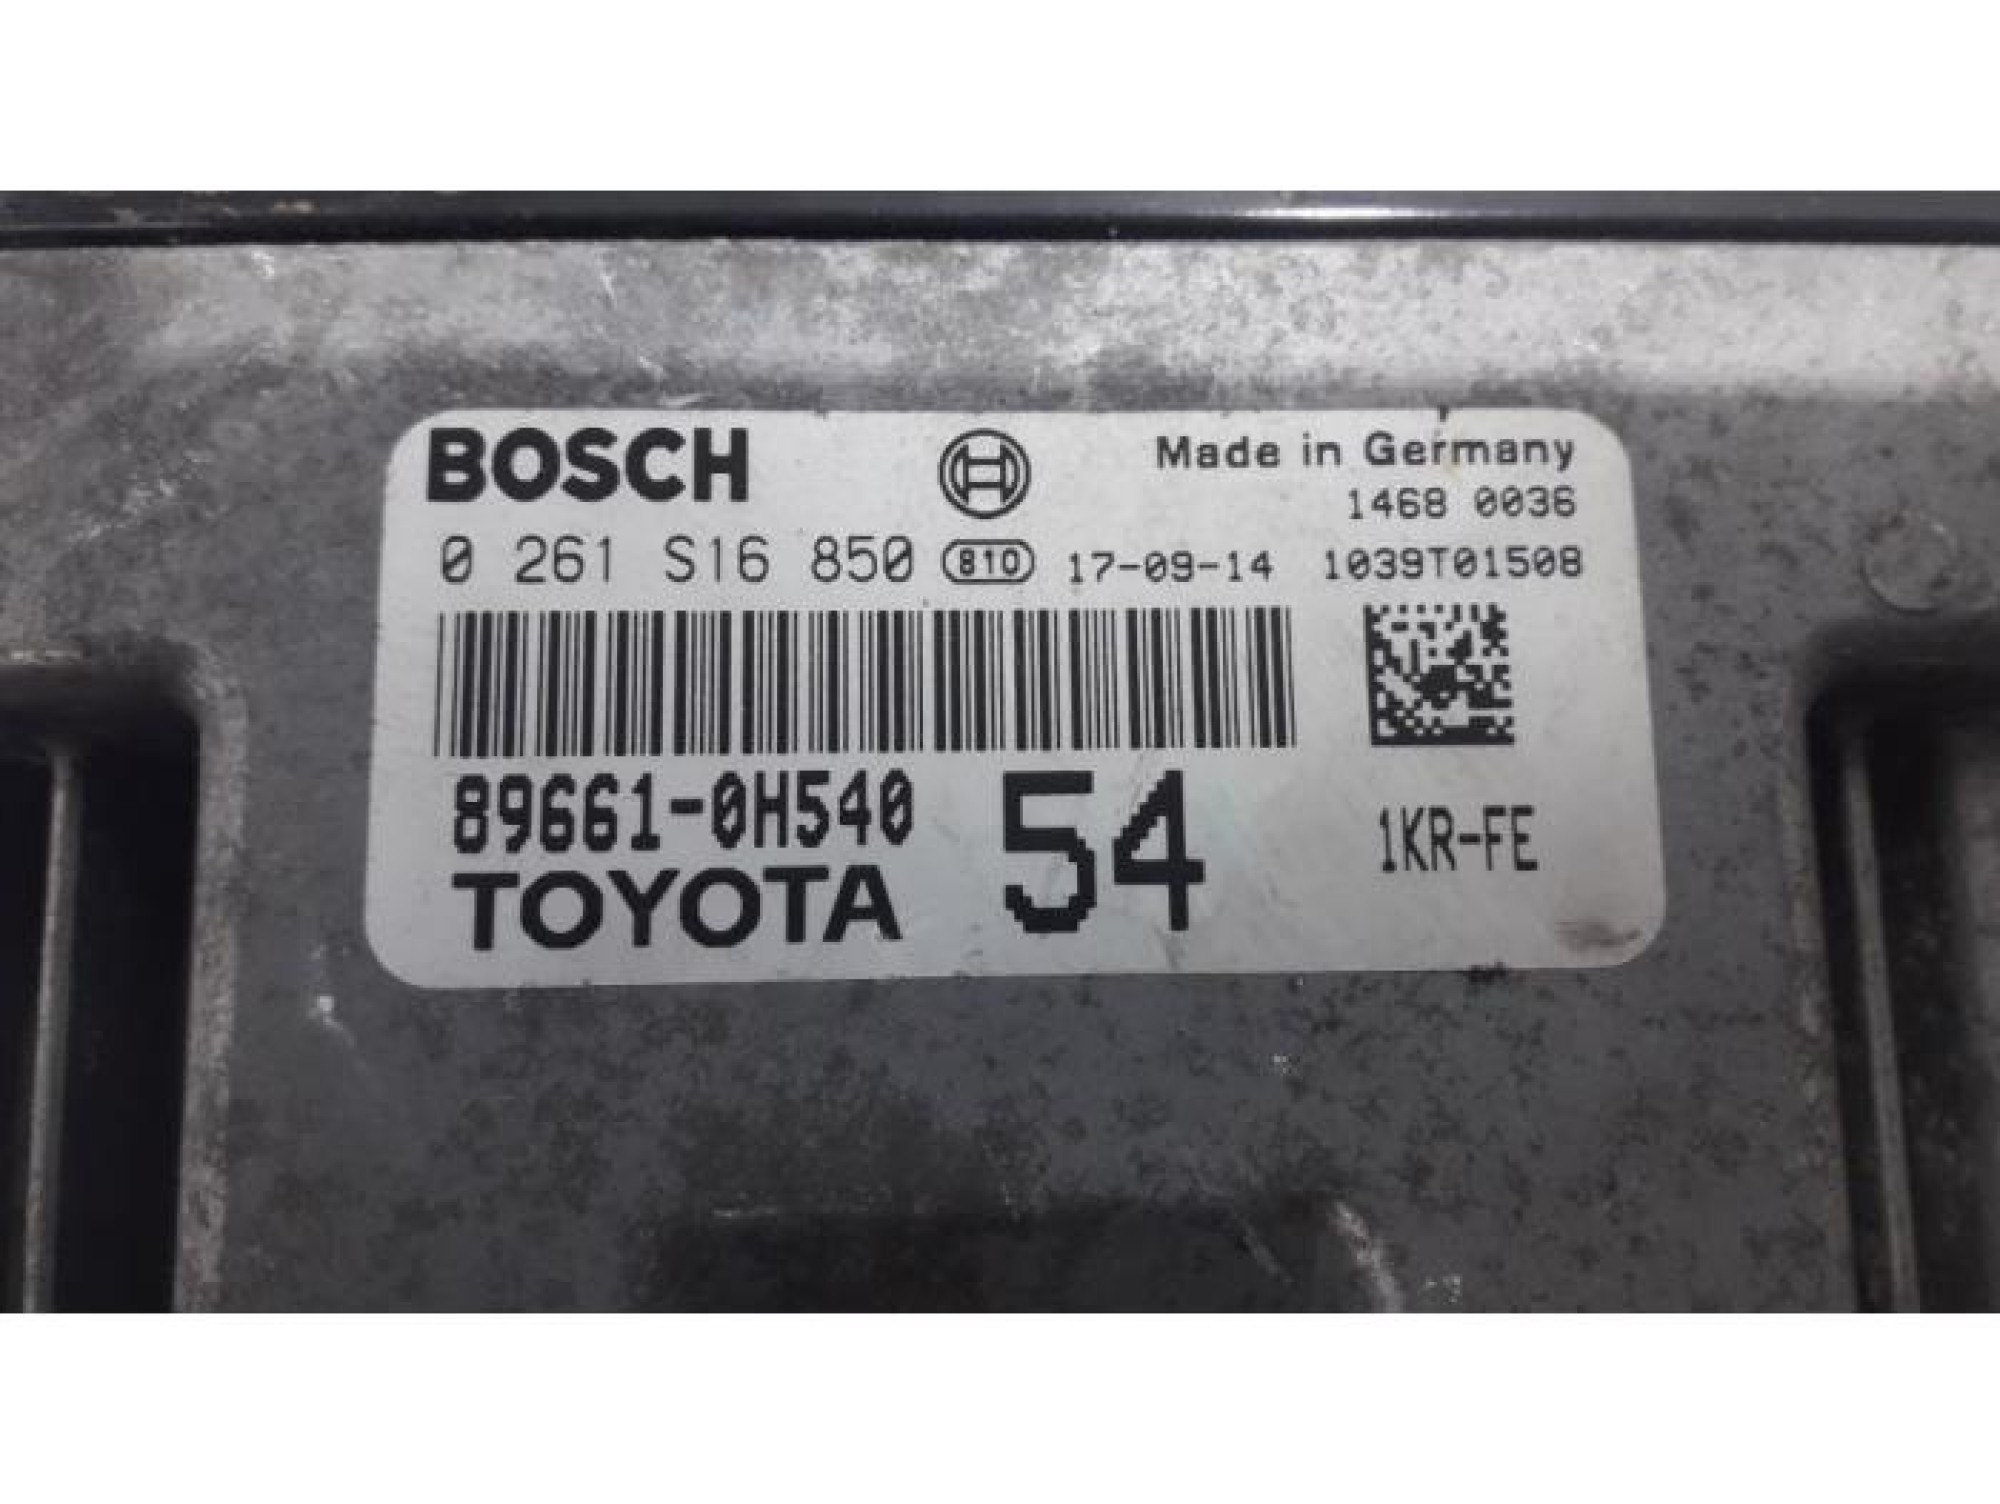 BOSCH Made in Germany
1468 0036
0 261 S16 850 810 17-09-14 1039T01508
89661-0H540 54 1KR-FE
TOYOTA